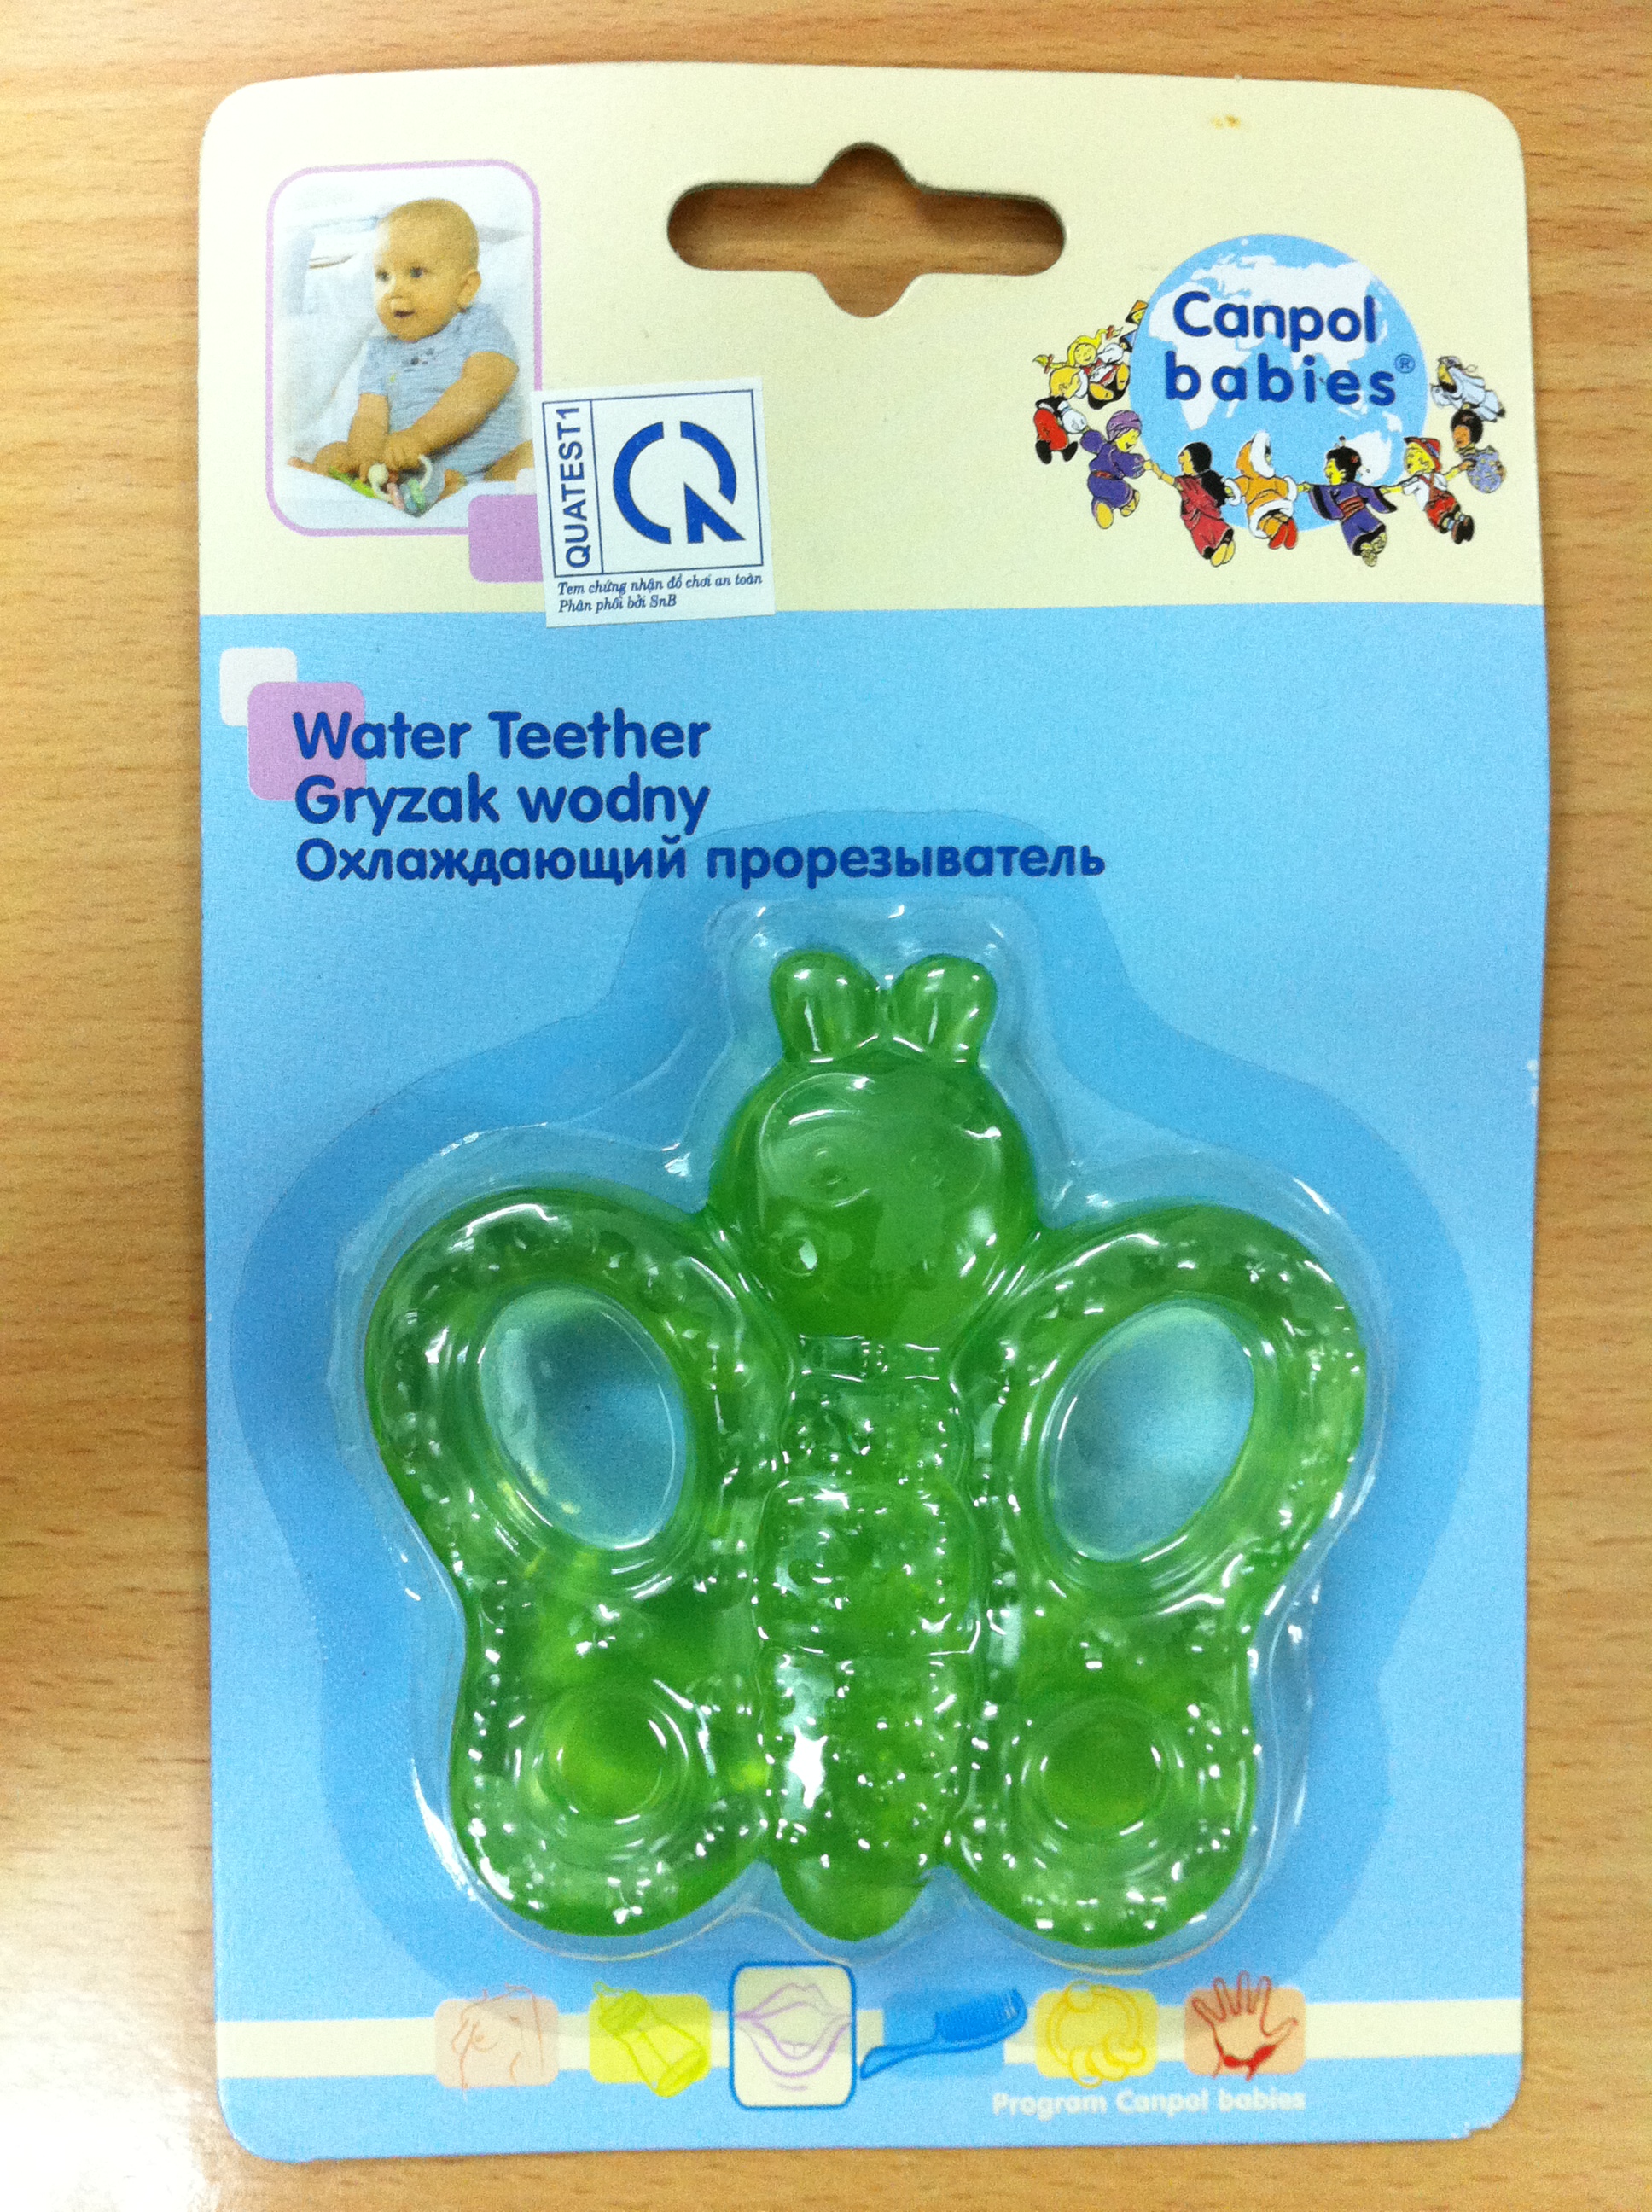 Canpol
babies®
QUATEST1
Tem chứng nhận đồ chơi an toàn
Phân phối bởi SnB
Water Teether
Gryzak wodny
Охлаждающий прорезыватель
Program Canpol babies